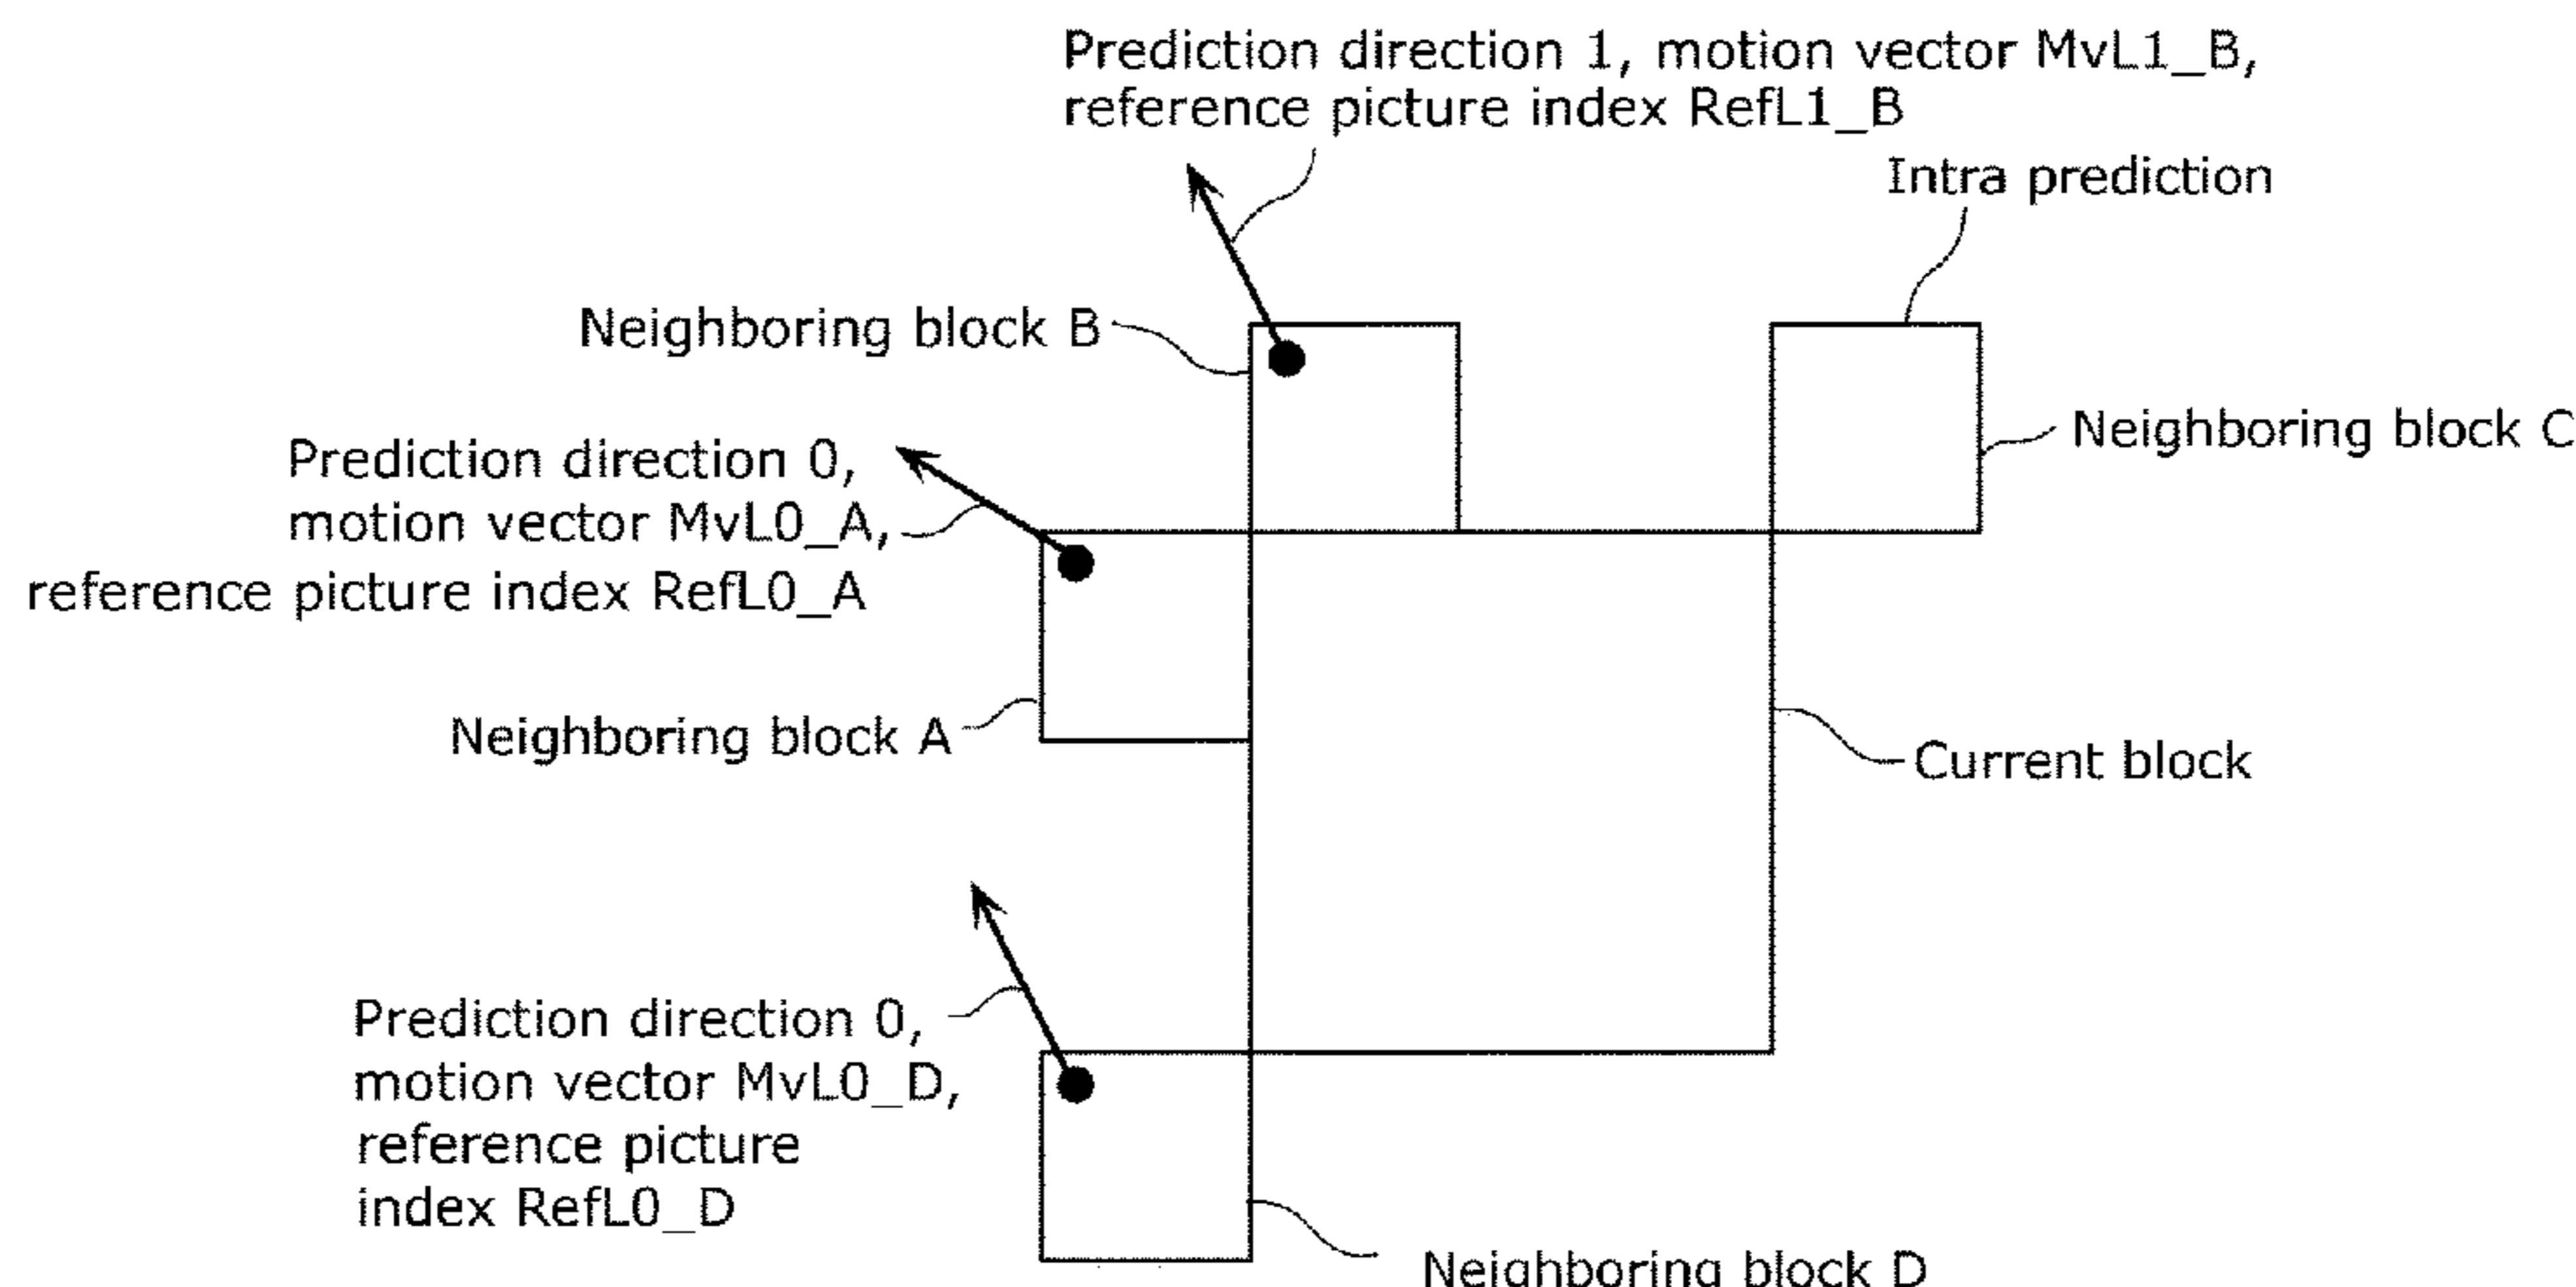 Prediction direction 1, motion vector MvL1_B,
reference picture index RefL1_B
Intra prediction
Neighboring block B
Neighboring block C
Prediction direction 0,
motion vector MvL0_A,
reference picture index RefL0_A
Neighboring block A
Current block
Prediction direction 0,
motion vector MvL0_D,
reference picture
index RefL0_D
Neighboring block D